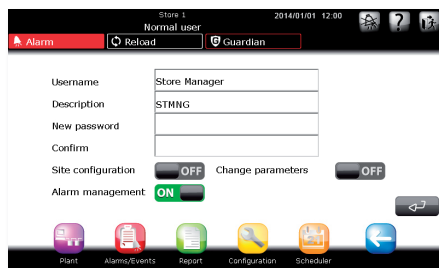 Store 1
2014/01/01 12:00
Normal user
Alarm
Reload
Guardian
Username
Store Manager
Description
STMNG
New password
Confirm
Site configuration OFF Change parameters OFF
Alarm management ON
Plant Alarms/Events Report Configuration Scheduler